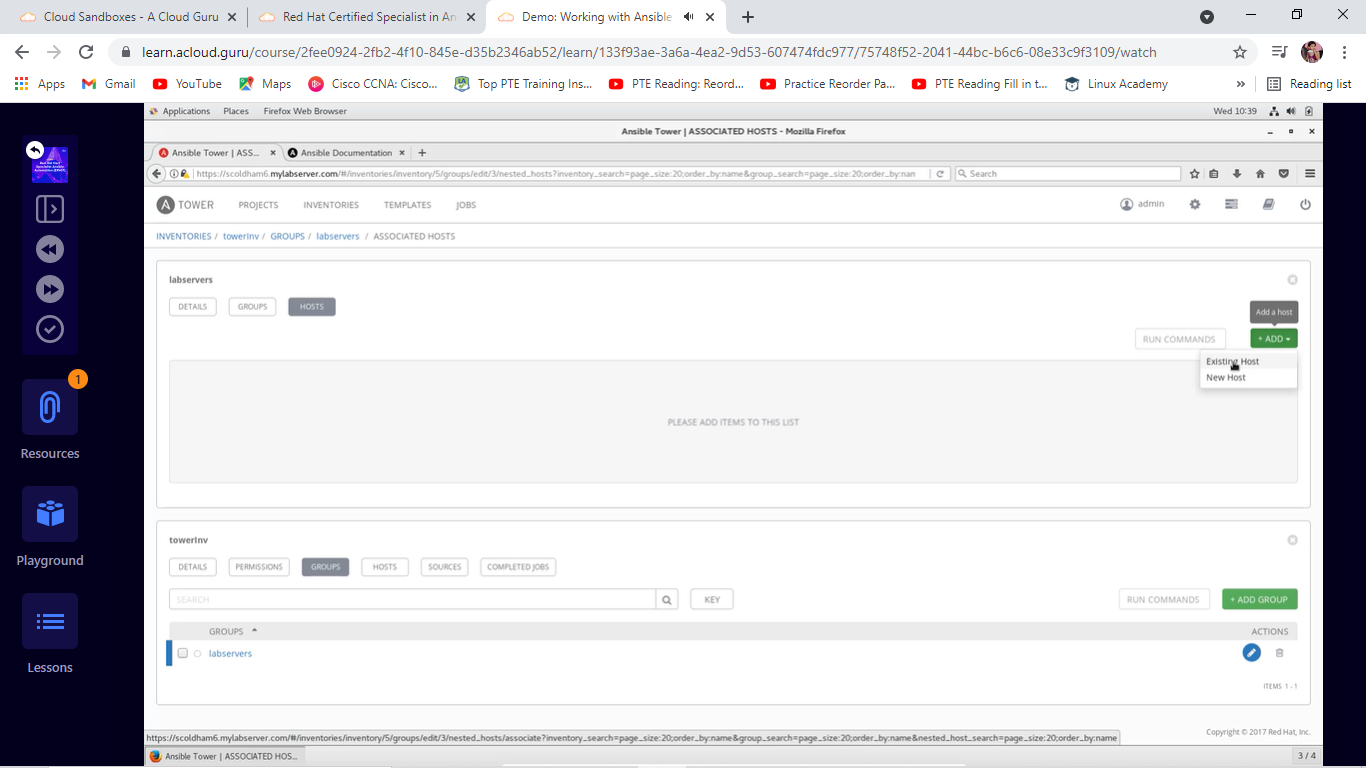 Cloud Sandboxes - A Cloud Guru
Red Hat Certified Specialist in An
Demo: Working with Ansible
learn.acloud.guru/course/2fee0924-2fb2-4f10-845e-d35b2346ab52/learn/133f93ae-3a6a-4ea2-9d53-607474fdc977/75748f52-2041-44bc-b6c6-08e33c9f3109/watch
Apps Gmail YouTube Maps Cisco CCNA: Cisco... Top PTE Training Ins... PTE Reading: Reord... Practice Reorder Pa... PTE Reading Fill in t... Linux Academy » Reading list
Applications Places Firefox Web Browser Wed 10:39
Ansible Tower | ASSOCIATED HOSTS - Mozilla Firefox
Ansible Tower | ASS... Ansible Documentation
https://scoldham6.mylabserver.com/#/inventories/inventory/5/groups/edit/3/nested_hosts?inventory_search=page_size:20;order_by:name&group_search=page_size:20;order_by:nan Search
A TOWER PROJECTS INVENTORIES TEMPLATES JOBS admin
INVENTORIES / towerInv / GROUPS / labservers / ASSOCIATED HOSTS
labservers
DETAILS GROUPS HOSTS
Add a host
RUN COMMANDS + ADD
Existing Host
New Host
PLEASE ADD ITEMS TO THIS LIST
towerInv
DETAILS PERMISSIONS GROUPS HOSTS SOURCES COMPLETED JOBS
SEARCH KEY RUN COMMANDS + ADD GROUP
GROUPS ACTIONS
labservers
ITEMS 1 - 1
Copyright © 2017 Red Hat, Inc.
https://scoldham6.mylabserver.com/#/inventories/inventory/5/groups/edit/3/nested_hosts/associate?inventory_search=page_size:20;order_by:name&group_search=page_size:20;order_by:name&nested_host_search=page_size:20;order_by:name
Ansible Tower | ASSOCIATED HOS... 3 / 4
1
Resources
Playground
Lessons